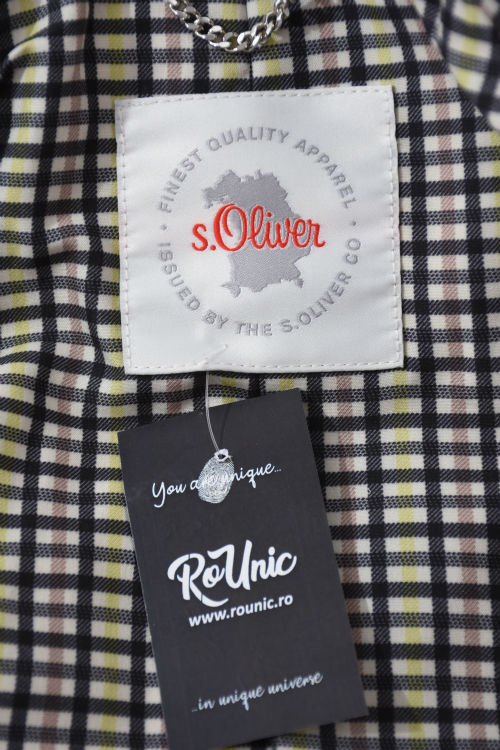 • FINEST QUALITY APPAREL •
s.Oliver
ISSUED BY THE S.OLIVER CO
You are unique...
RoUnic
www.rounic.ro
...in unique universe